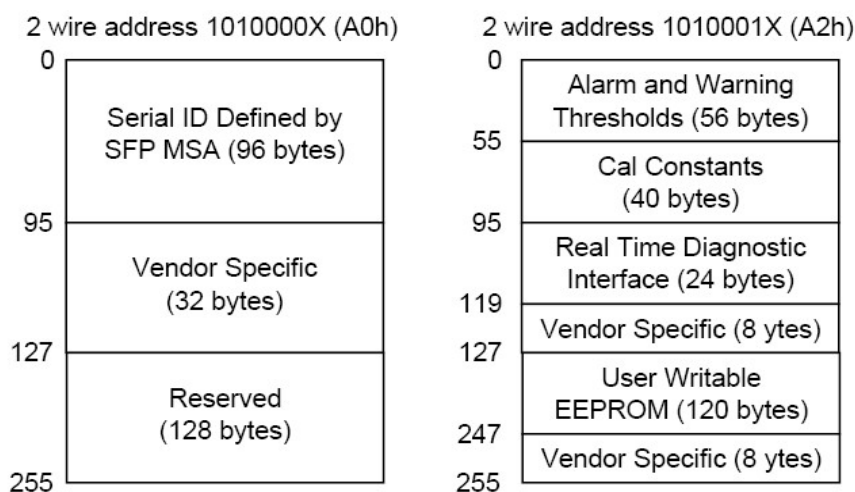 2 wire address 1010000X (A0h)
0
Serial ID Defined by
SFP MSA (96 bytes)
95
Vendor Specific
(32 bytes)
127
Reserved
(128 bytes)
255
2 wire address 1010001X (A2h)
0
Alarm and Warning
Thresholds (56 bytes)
55
Cal Constants
(40 bytes)
95
Real Time Diagnostic
Interface (24 bytes)
119
Vendor Specific (8 ytes)
127
User Writable
EEPROM (120 bytes)
247
Vendor Specific (8 ytes)
255